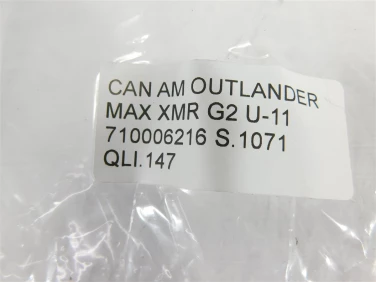 CAN AM OUTLANDER
MAX XMR G2 U-11
710006216 S.1071
QLI.147